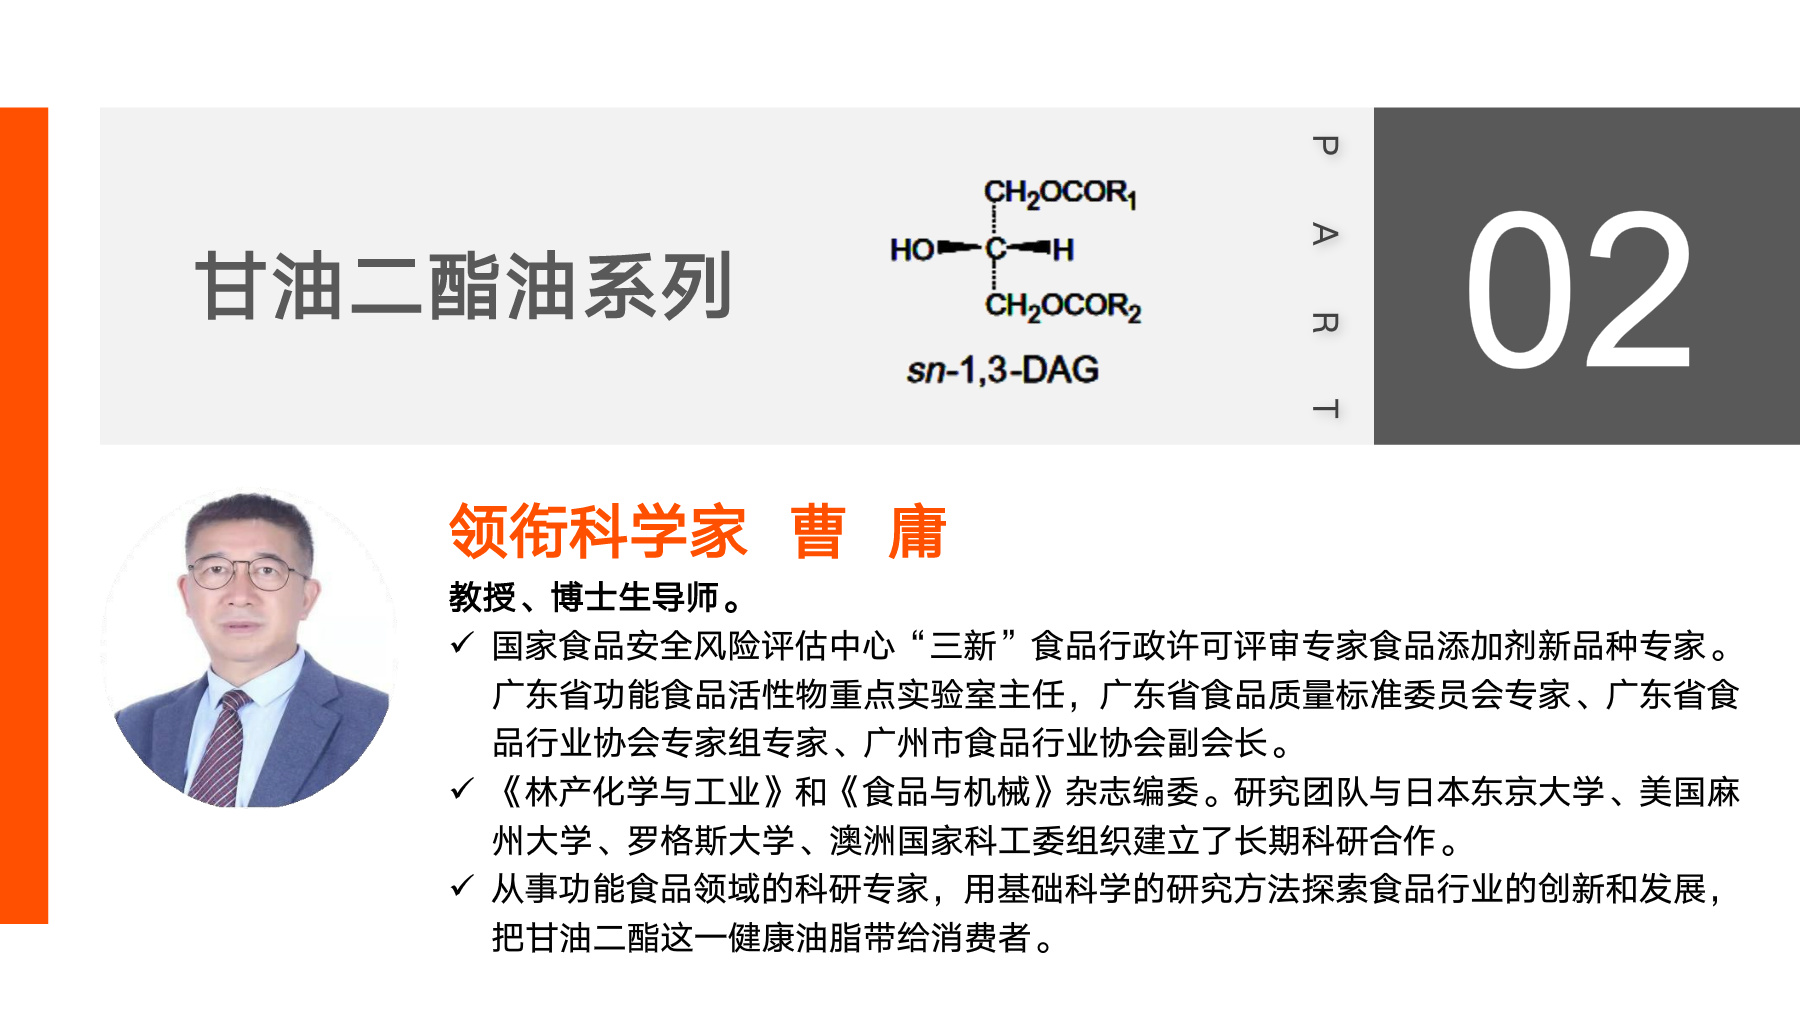 甘油二酯油系列
CH₂OCOR₁
HO C H
CH₂OCOR₂
sn-1,3-DAG
PART
02
领衔科学家 曹 庸
教授、博士生导师。
✓ 国家食品安全风险评估中心“三新”食品行政许可评审专家食品添加剂新品种专家。
广东省功能食品活性物重点实验室主任，广东省食品质量标准委员会专家、广东省食
品行业协会专家组专家、广州市食品行业协会副会长。
✓ 《林产化学与工业》和《食品与机械》杂志编委。研究团队与日本东京大学、美国麻
州大学、罗格斯大学、澳洲国家科工委组织建立了长期科研合作。
✓ 从事功能食品领域的科研专家，用基础科学的研究方法探索食品行业的创新和发展，
把甘油二酯这一健康油脂带给消费者。